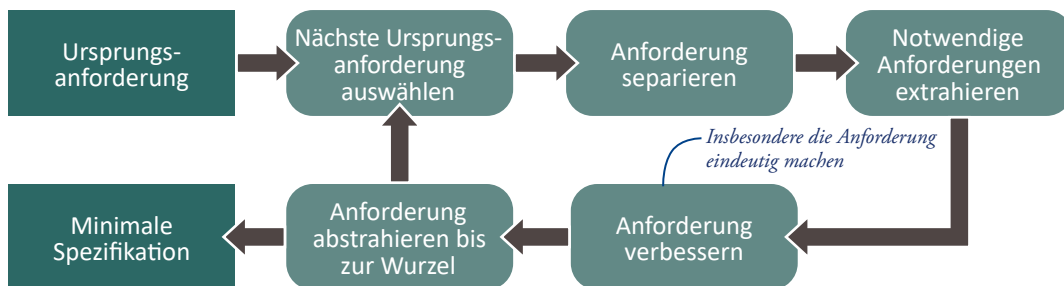 Ursprungs-
anforderung
Nächste Ursprungs-
anforderung
auswählen
Anforderung
separieren
Notwendige
Anforderungen
extrahieren
Insbesondere die Anforderung
eindeutig machen
Anforderung
verbessern
Anforderung
abstrahieren bis
zur Wurzel
Minimale
Spezifikation